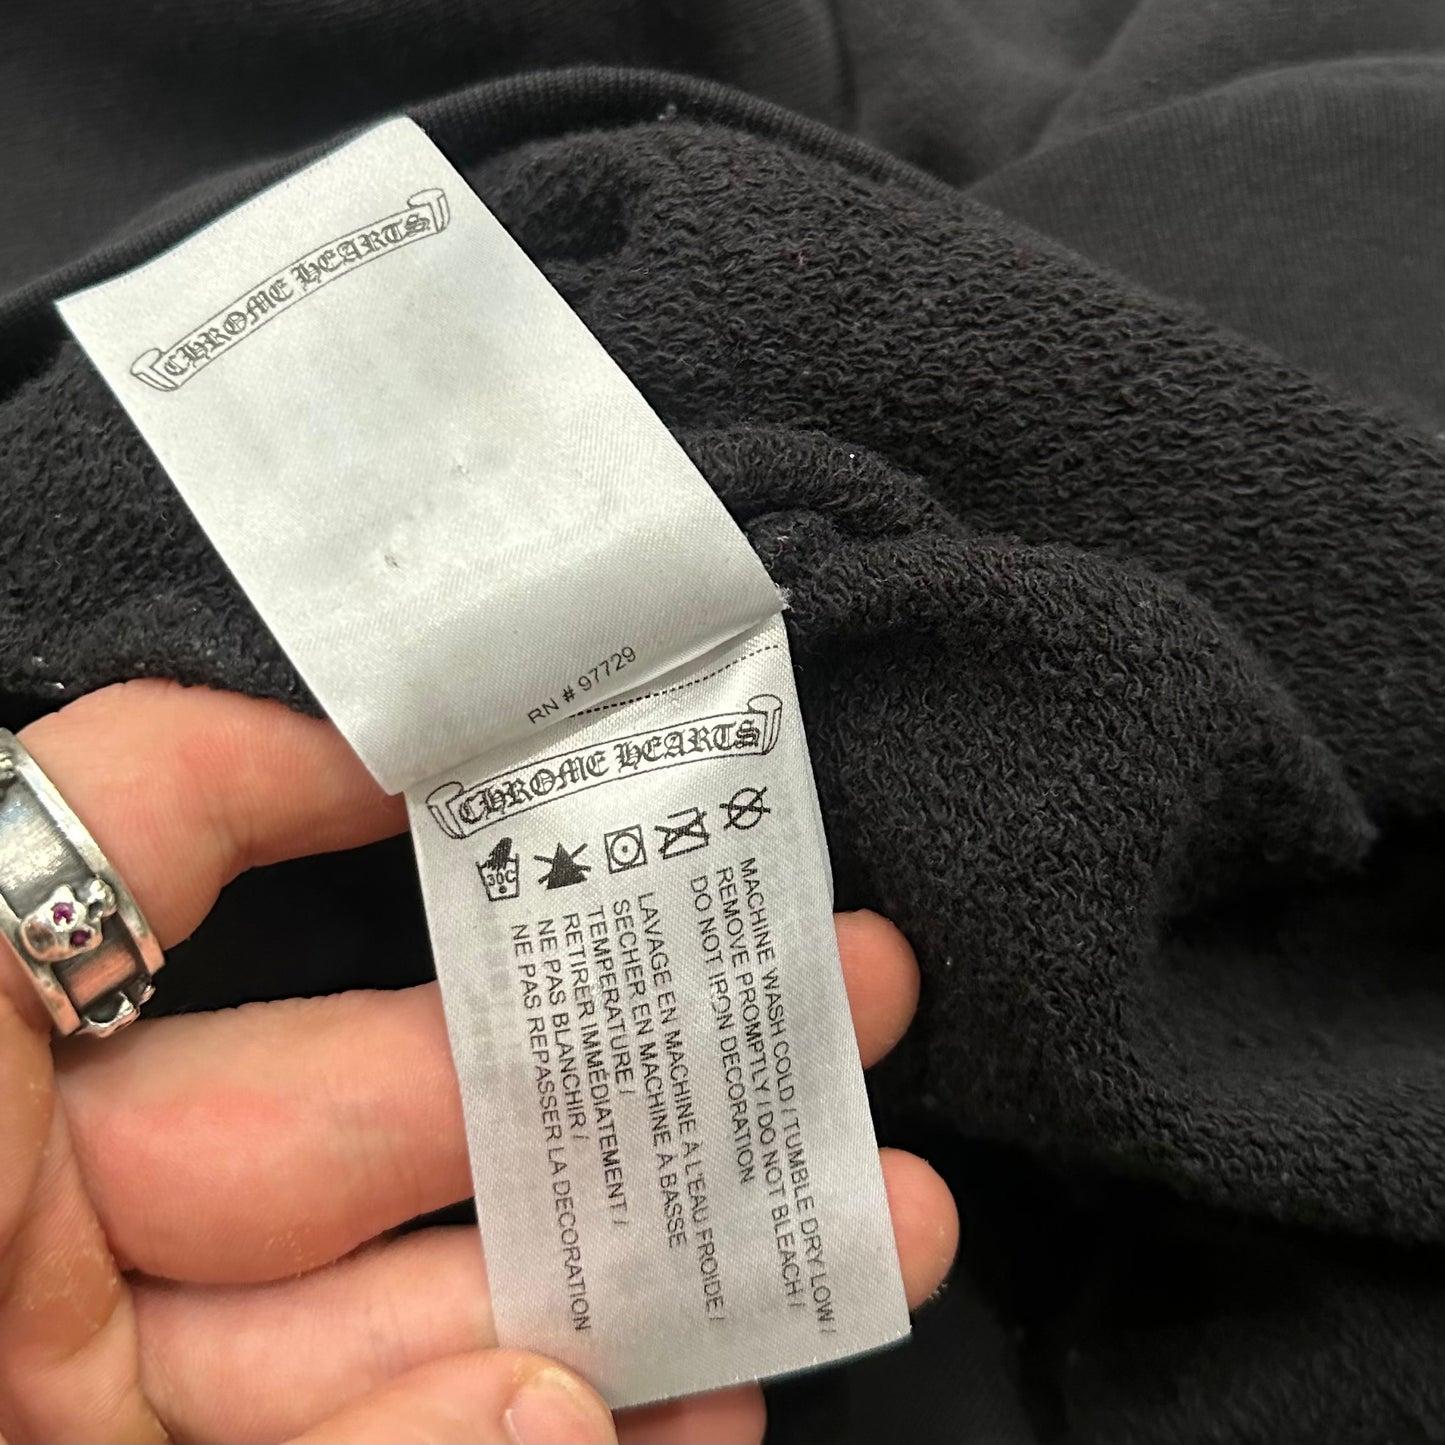 CHROME HEARTS
RN # 97729
CHROME HEARTS
30C
MACHINE WASH COLD / TUMBLE DRY LOW /
REMOVE PROMPTLY / DO NOT BLEACH /
DO NOT IRON DECORATION
LAVAGE EN MACHINE À L'EAU FROIDE /
SECHER EN MACHINE À BASSE
TEMPERATURE /
RETIRER IMMÉDIATEMENT /
NE PAS BLANCHIR /
NE PAS REPASSER LA DECORATION